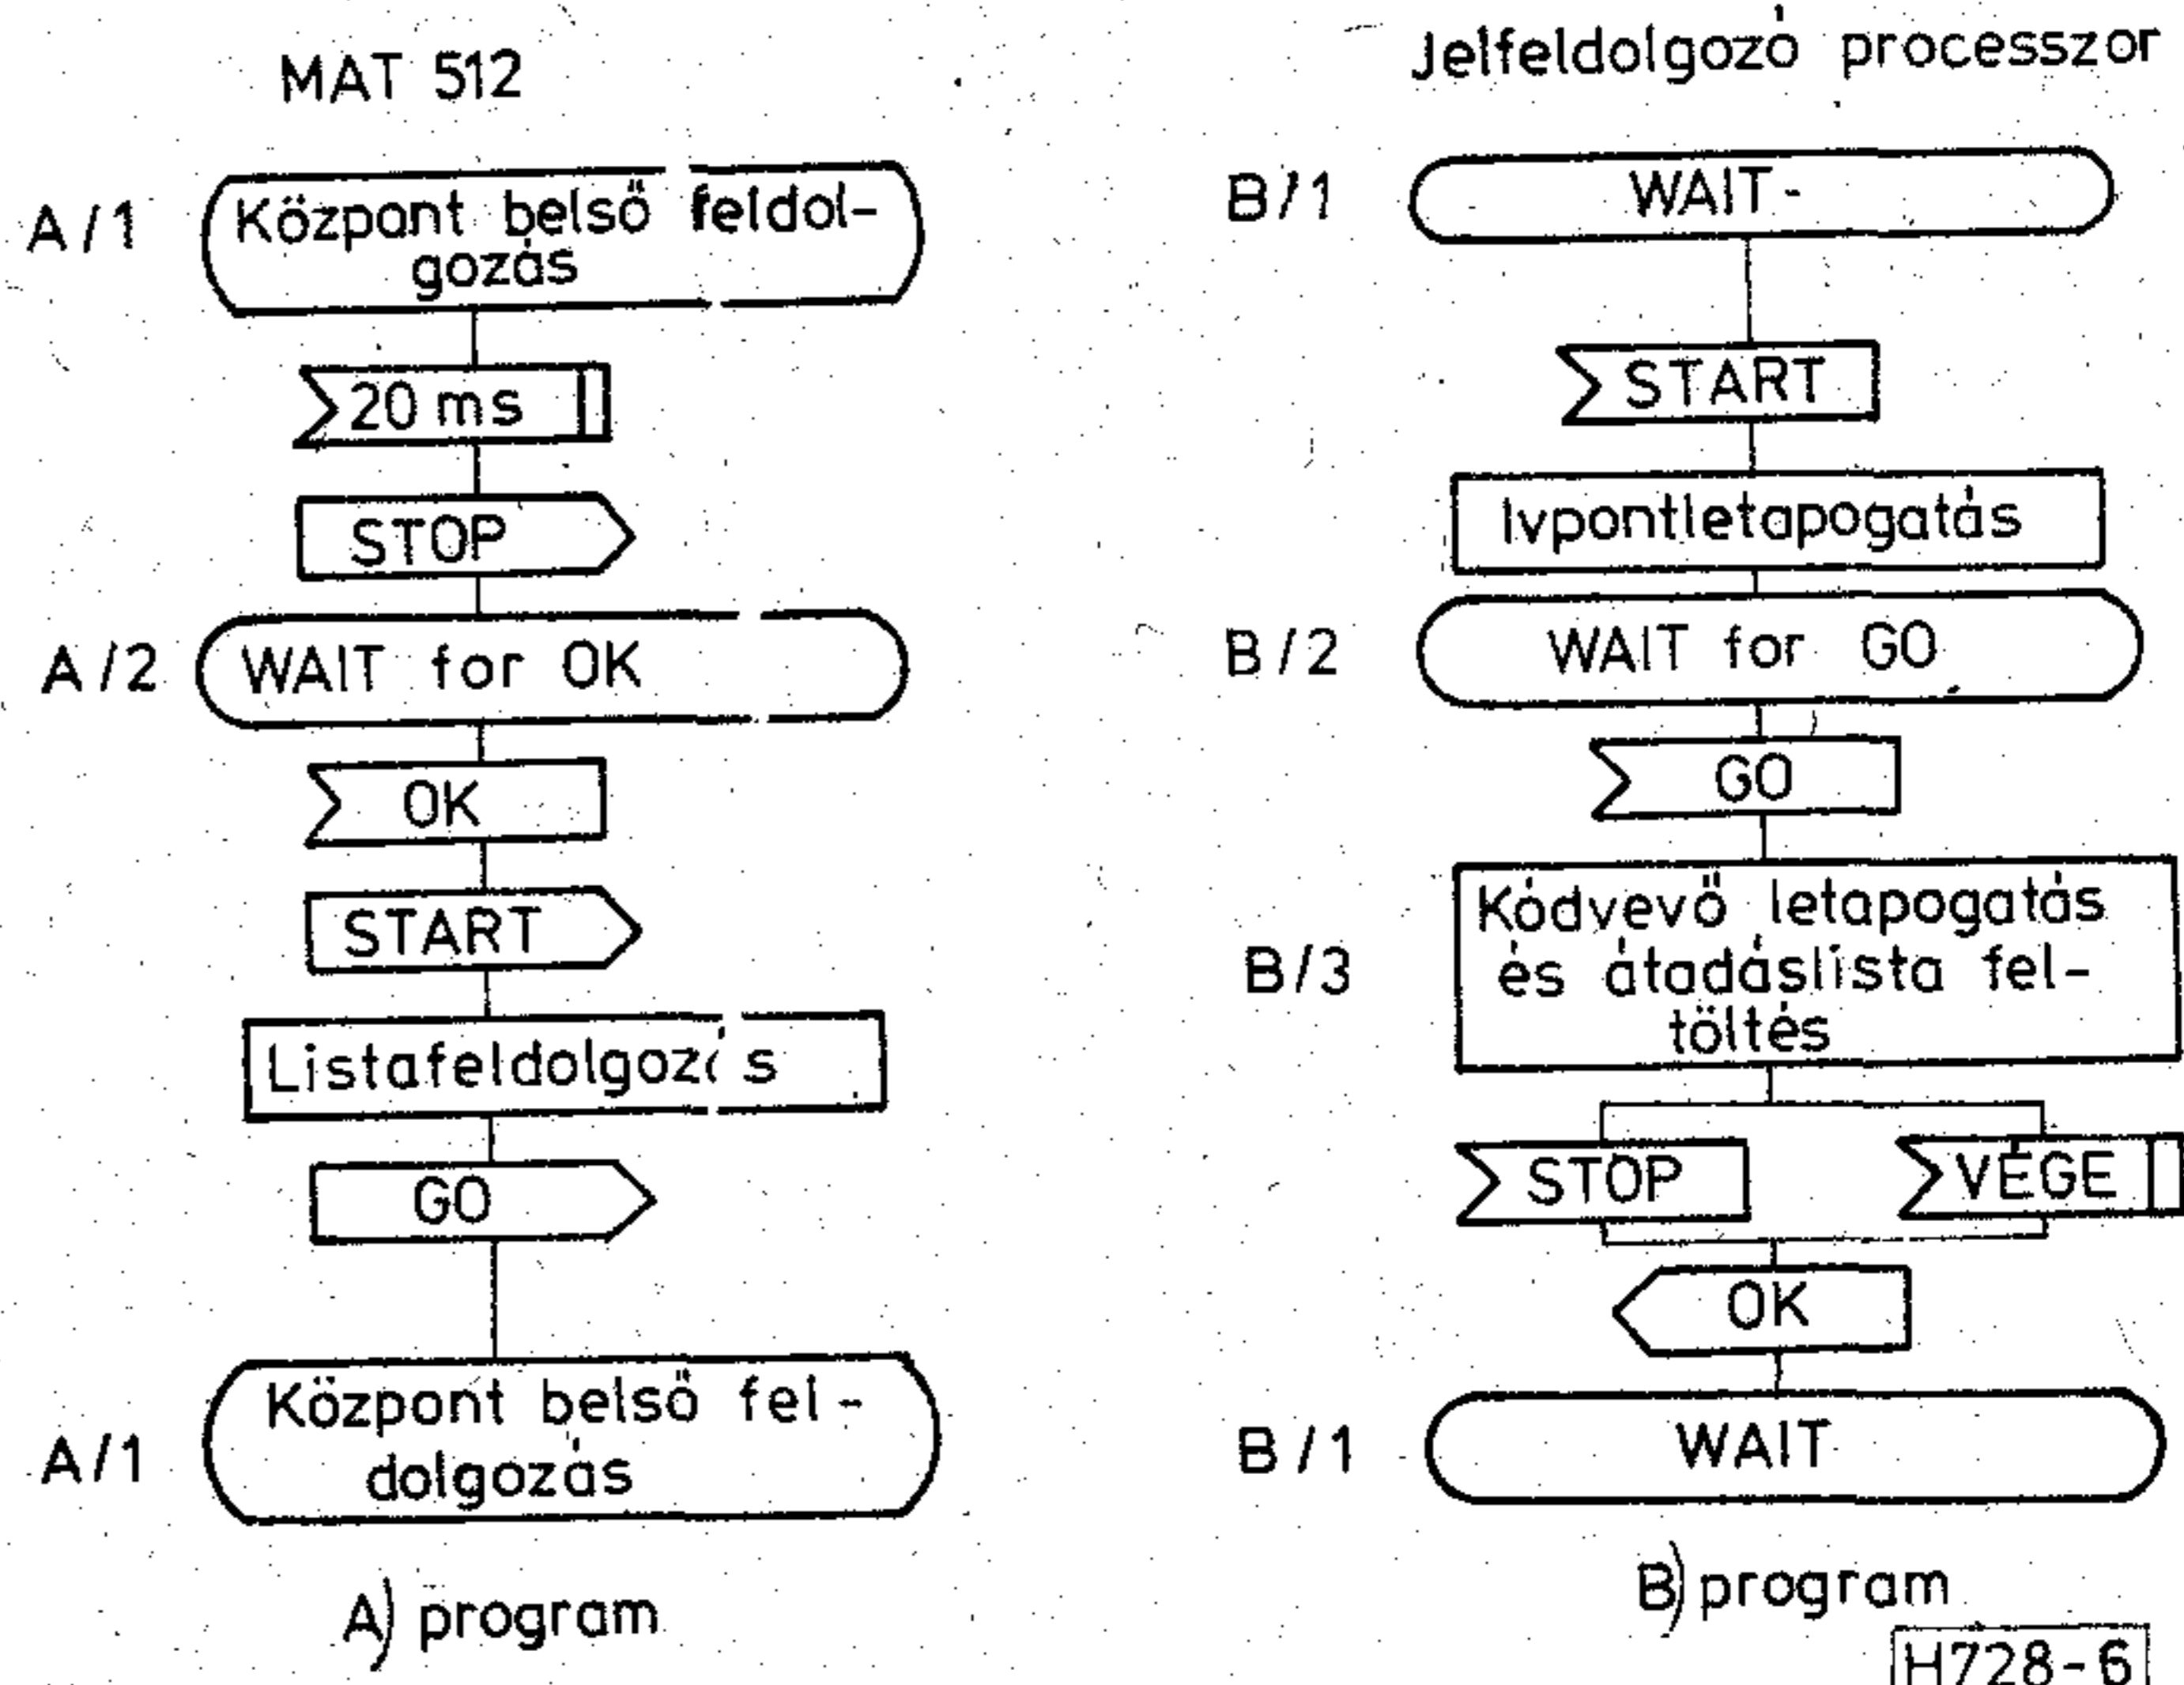 MAT 512
A/1
Központ belső feldol-
gozás
20 ms
STOP
A/2
WAIT for OK
OK
START
Listafeldolgozás
GO
A/1
Központ belső fel-
dolgozás
A) program
Jelfeldolgozó processzor
B/1
WAIT
START
Ivpontletapogatás
B/2
WAIT for GO
GO
B/3
Kódvevő letapogatás
és átadáslista fel-
töltés
STOP
VÉGE
OK
B/1
WAIT
B) program
H728-6